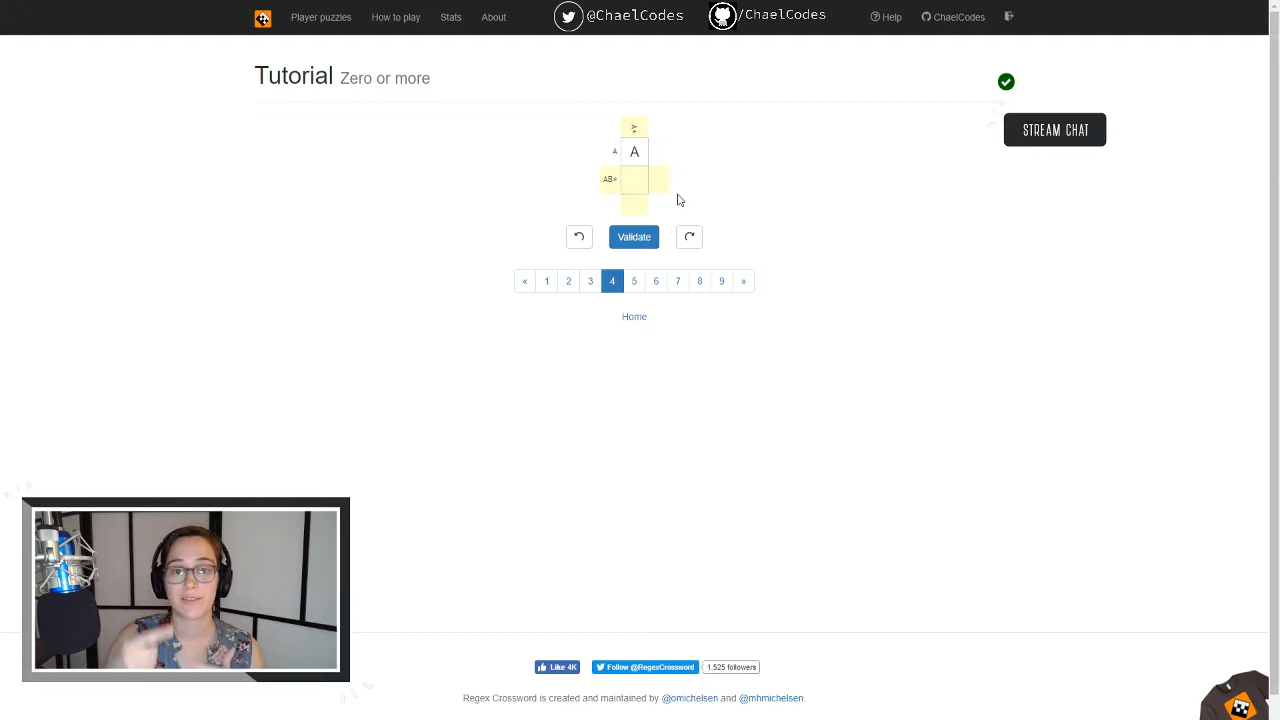 Player puzzles How to play Stats About @ChaelCodes /ChaelCodes Help ChaelCodes
Tutorial Zero or more
STREAM CHAT
A A
AB*
Validate
« 1 2 3 4 5 6 7 8 9 »
Home
Like 4K Follow @RegexCrossword 1,525 followers
Regex Crossword is created and maintained by @omichelsen and @mhmichelsen.